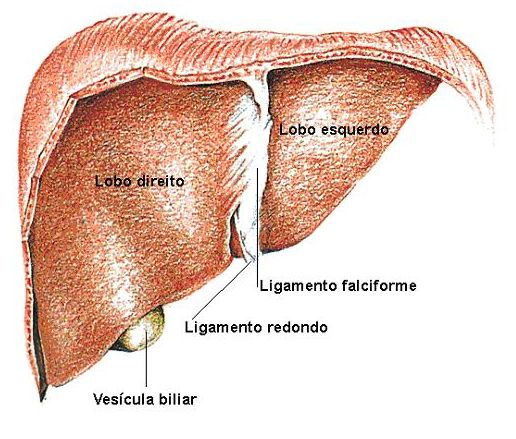 Lobo esquerdo
Lobo direito
Ligamento falciforme
Ligamento redondo
Vesícula biliar